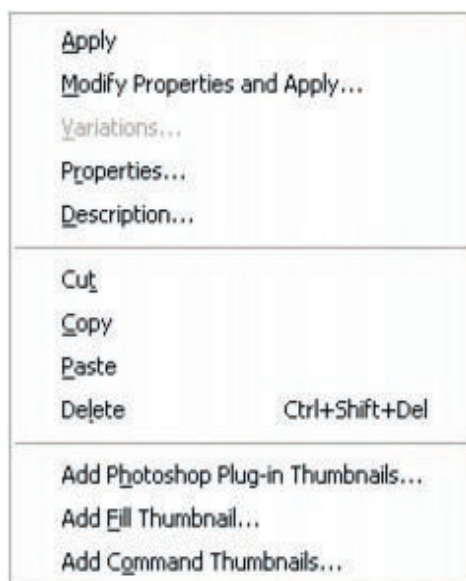 Apply
Modify Properties and Apply...
Variations...
Properties...
Description...
Cut
Copy
Paste
Delete Ctrl+Shift+Del
Add Photoshop Plug-in Thumbnails...
Add Fill Thumbnail...
Add Command Thumbnails...